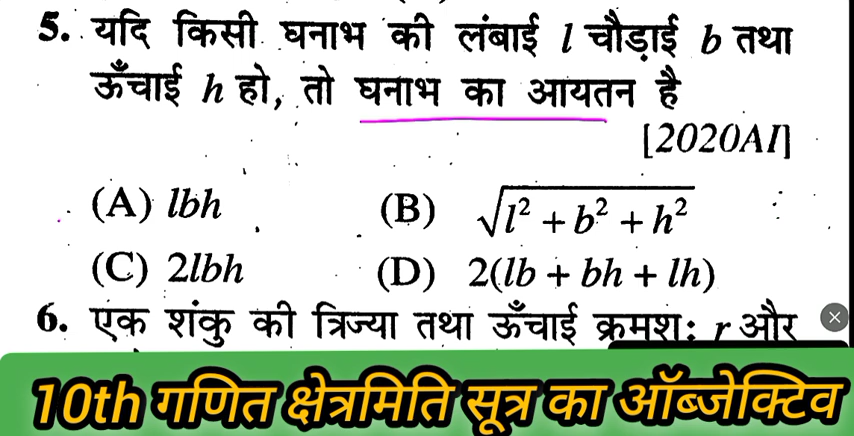 5. यदि किसी घनाभ की लंबाई l चौड़ाई b तथा
ऊँचाई h हो, तो घनाभ का आयतन है
[2020AI]
(A) lbh (B) √l² + b² + h²
(C) 2lbh (D) 2(lb + bh + lh)
6. एक शंकु की त्रिज्या तथा ऊँचाई क्रमशः r और
10th गणित क्षेत्रमिति सूत्र का ऑब्जेक्टिव